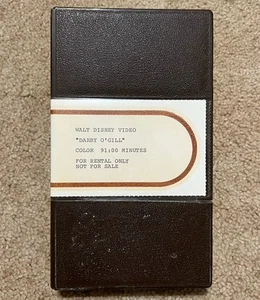 WALT DISNEY VIDEO
"DARBY O'GILL"
COLOR 91:00 MINUTES
FOR RENTAL ONLY
NOT FOR SALE